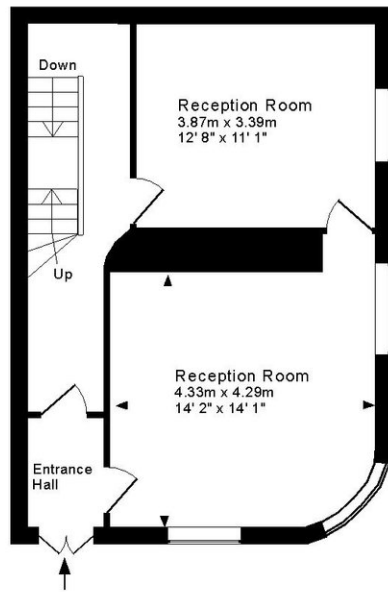 Down
Reception Room
3.87m x 3.39m
12' 8" x 11' 1"
Up
Reception Room
4.33m x 4.29m
14' 2" x 14' 1"
Entrance
Hall